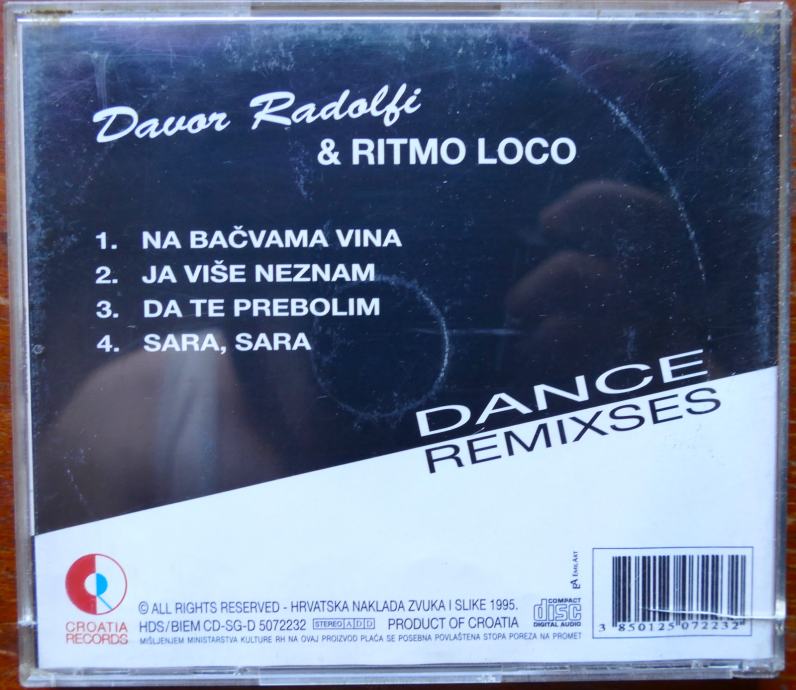 Davor Radolfi
& RITMO LOCO
1. NA BAČVAMA VINA
2. JA VIŠE NEZNAM
3. DA TE PREBOLIM
4. SARA, SARA
DANCE
REMIXSES
CROATIA
RECORDS
© ALL RIGHTS RESERVED - HRVATSKA NAKLADA ZVUKA I SLIKE 1995.
HDS/BIEM CD-SG-D 5072232 STEREO A D D PRODUCT OF CROATIA
MIŠLJENJEM MINISTARSTVA KULTURE RH NA OVAJ PROIZVOD PLAĆA SE POSEBNA POVLAŠTENA STOPA POREZA NA PROMET
COMPACT
disc
DIGITAL AUDIO
EMILART
3 850125 072232